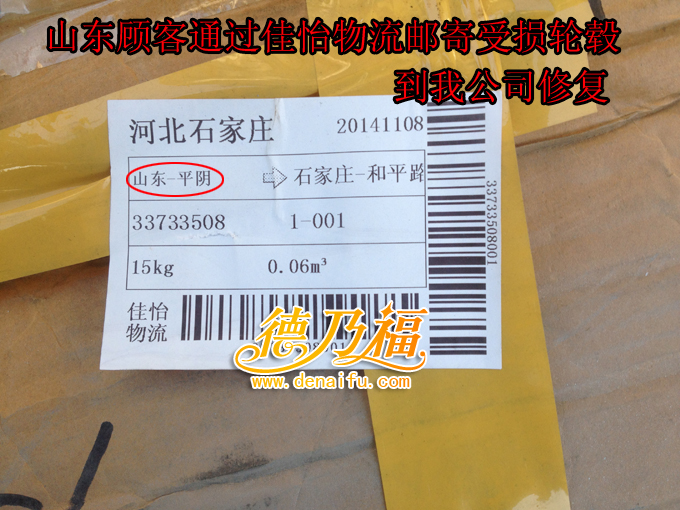 山东顾客通过佳怡物流邮寄受损轮毂
到我公司修复
河北石家庄 20141108
山东-平阴 ⇨ 石家庄-和平路
33733508 1-001
15kg 0.06m³
佳怡
物流
33733508001
德乃福
www.denaifu.com